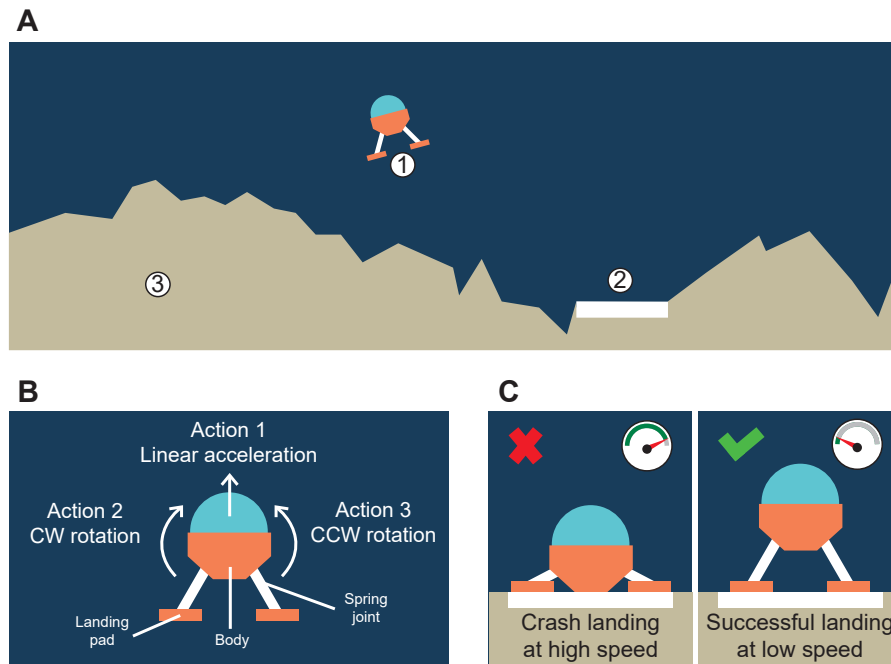 A
1
2
3
B
Action 1
Linear acceleration
Action 2
CW rotation
Action 3
CCW rotation
Landing
pad
Body
Spring
joint
C
Crash landing
at high speed
Successful landing
at low speed